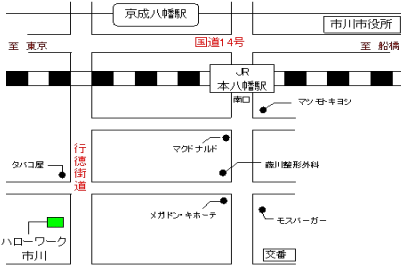 京成八幡駅
市川市役所
国道14号
至 東京
至 船橋
JR
本八幡駅
南口
マツモトキヨシ
マクドナルド
行徳街道
タバコ屋
森川整形外科
メガドン・キホーテ
モスバーガー
ハローワーク
市川
交番